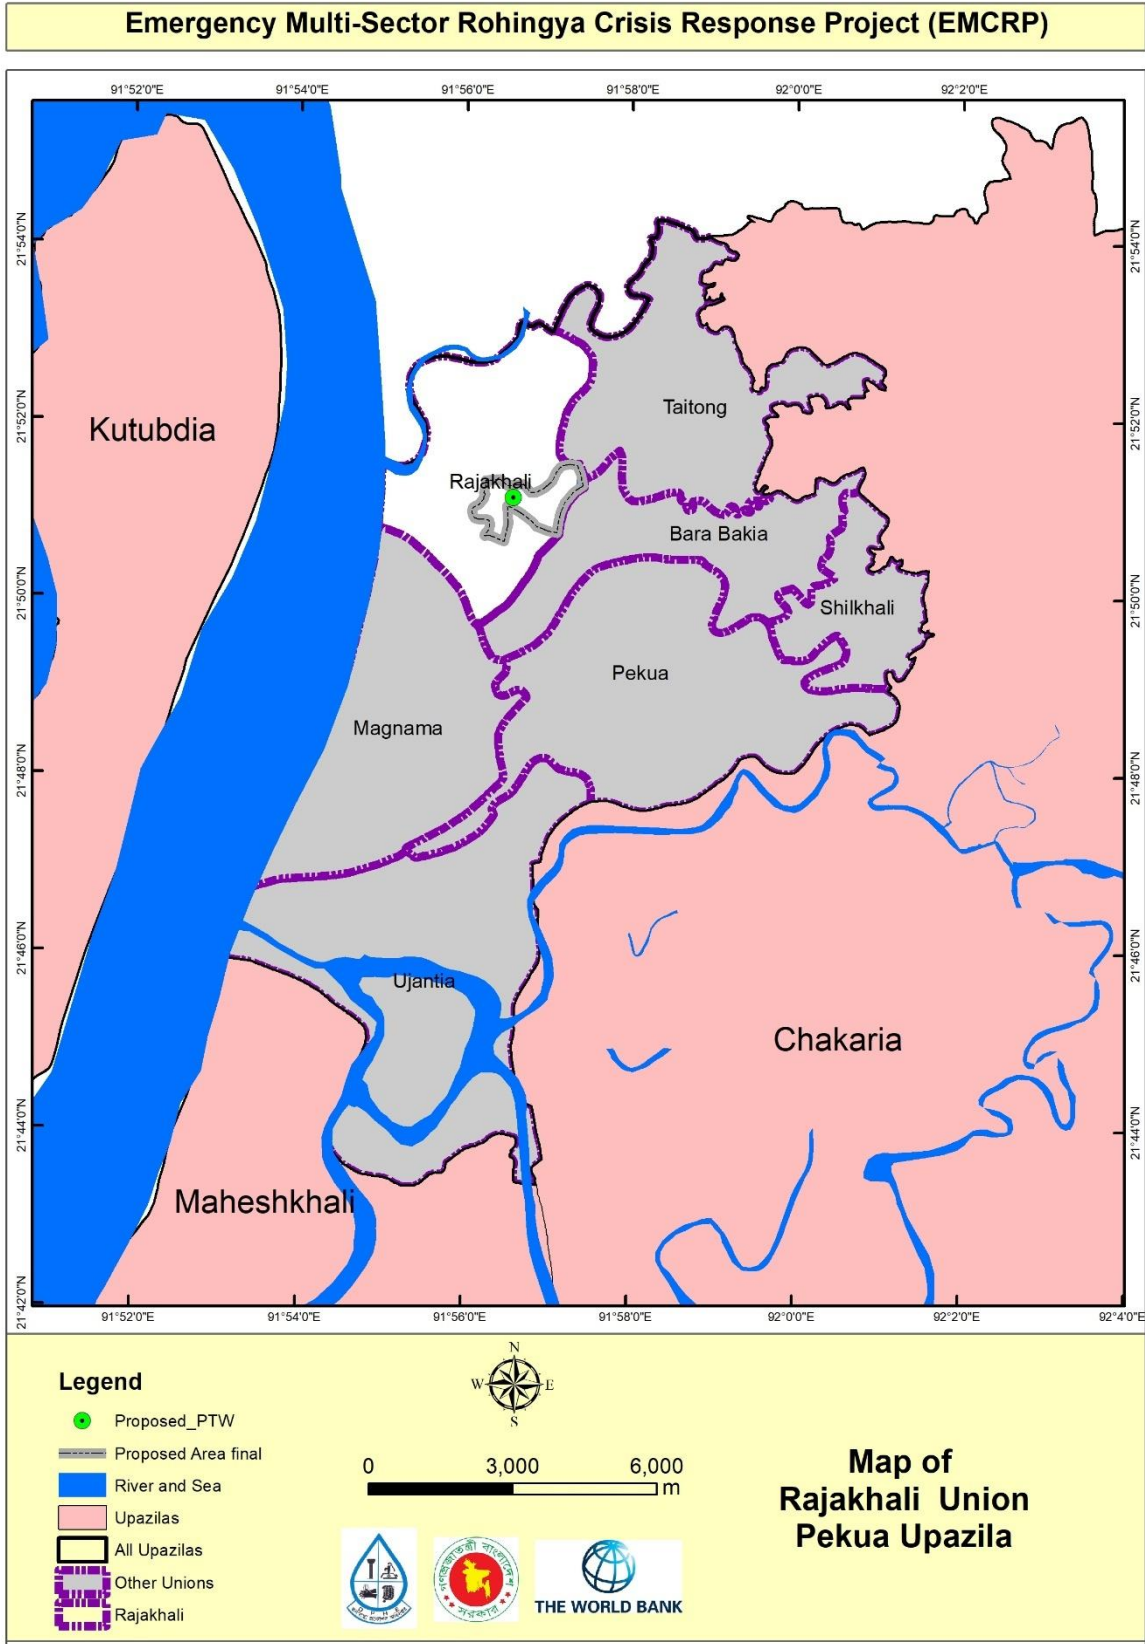 Emergency Multi-Sector Rohingya Crisis Response Project (EMCRP)
91°52'0"E 91°54'0"E 91°56'0"E 91°58'0"E 92°0'0"E 92°2'0"E
21°54'0"N
21°54'0"N
Kutubdia
Taitong
21°52'0"N
21°52'0"N
Rajakhali
Bara Bakia
21°50'0"N
21°50'0"N
Shilkhali
Pekua
Magnama
21°48'0"N
21°48'0"N
21°46'0"N
21°46'0"N
Ujantia
Chakaria
21°44'0"N
21°44'0"N
Maheshkhali
21°42'0"N
91°52'0"E 91°54'0"E 91°56'0"E 91°58'0"E 92°0'0"E 92°2'0"E 92°4'0"E
Legend
Proposed_PTW
Proposed Area final
River and Sea
Upazilas
All Upazilas
Other Unions
Rajakhali
N
W E
S
0 3,000 6,000
m
গণপ্রজাতন্ত্রী বাংলাদেশ
সরকার
THE WORLD BANK
Map of
Rajakhali Union
Pekua Upazila